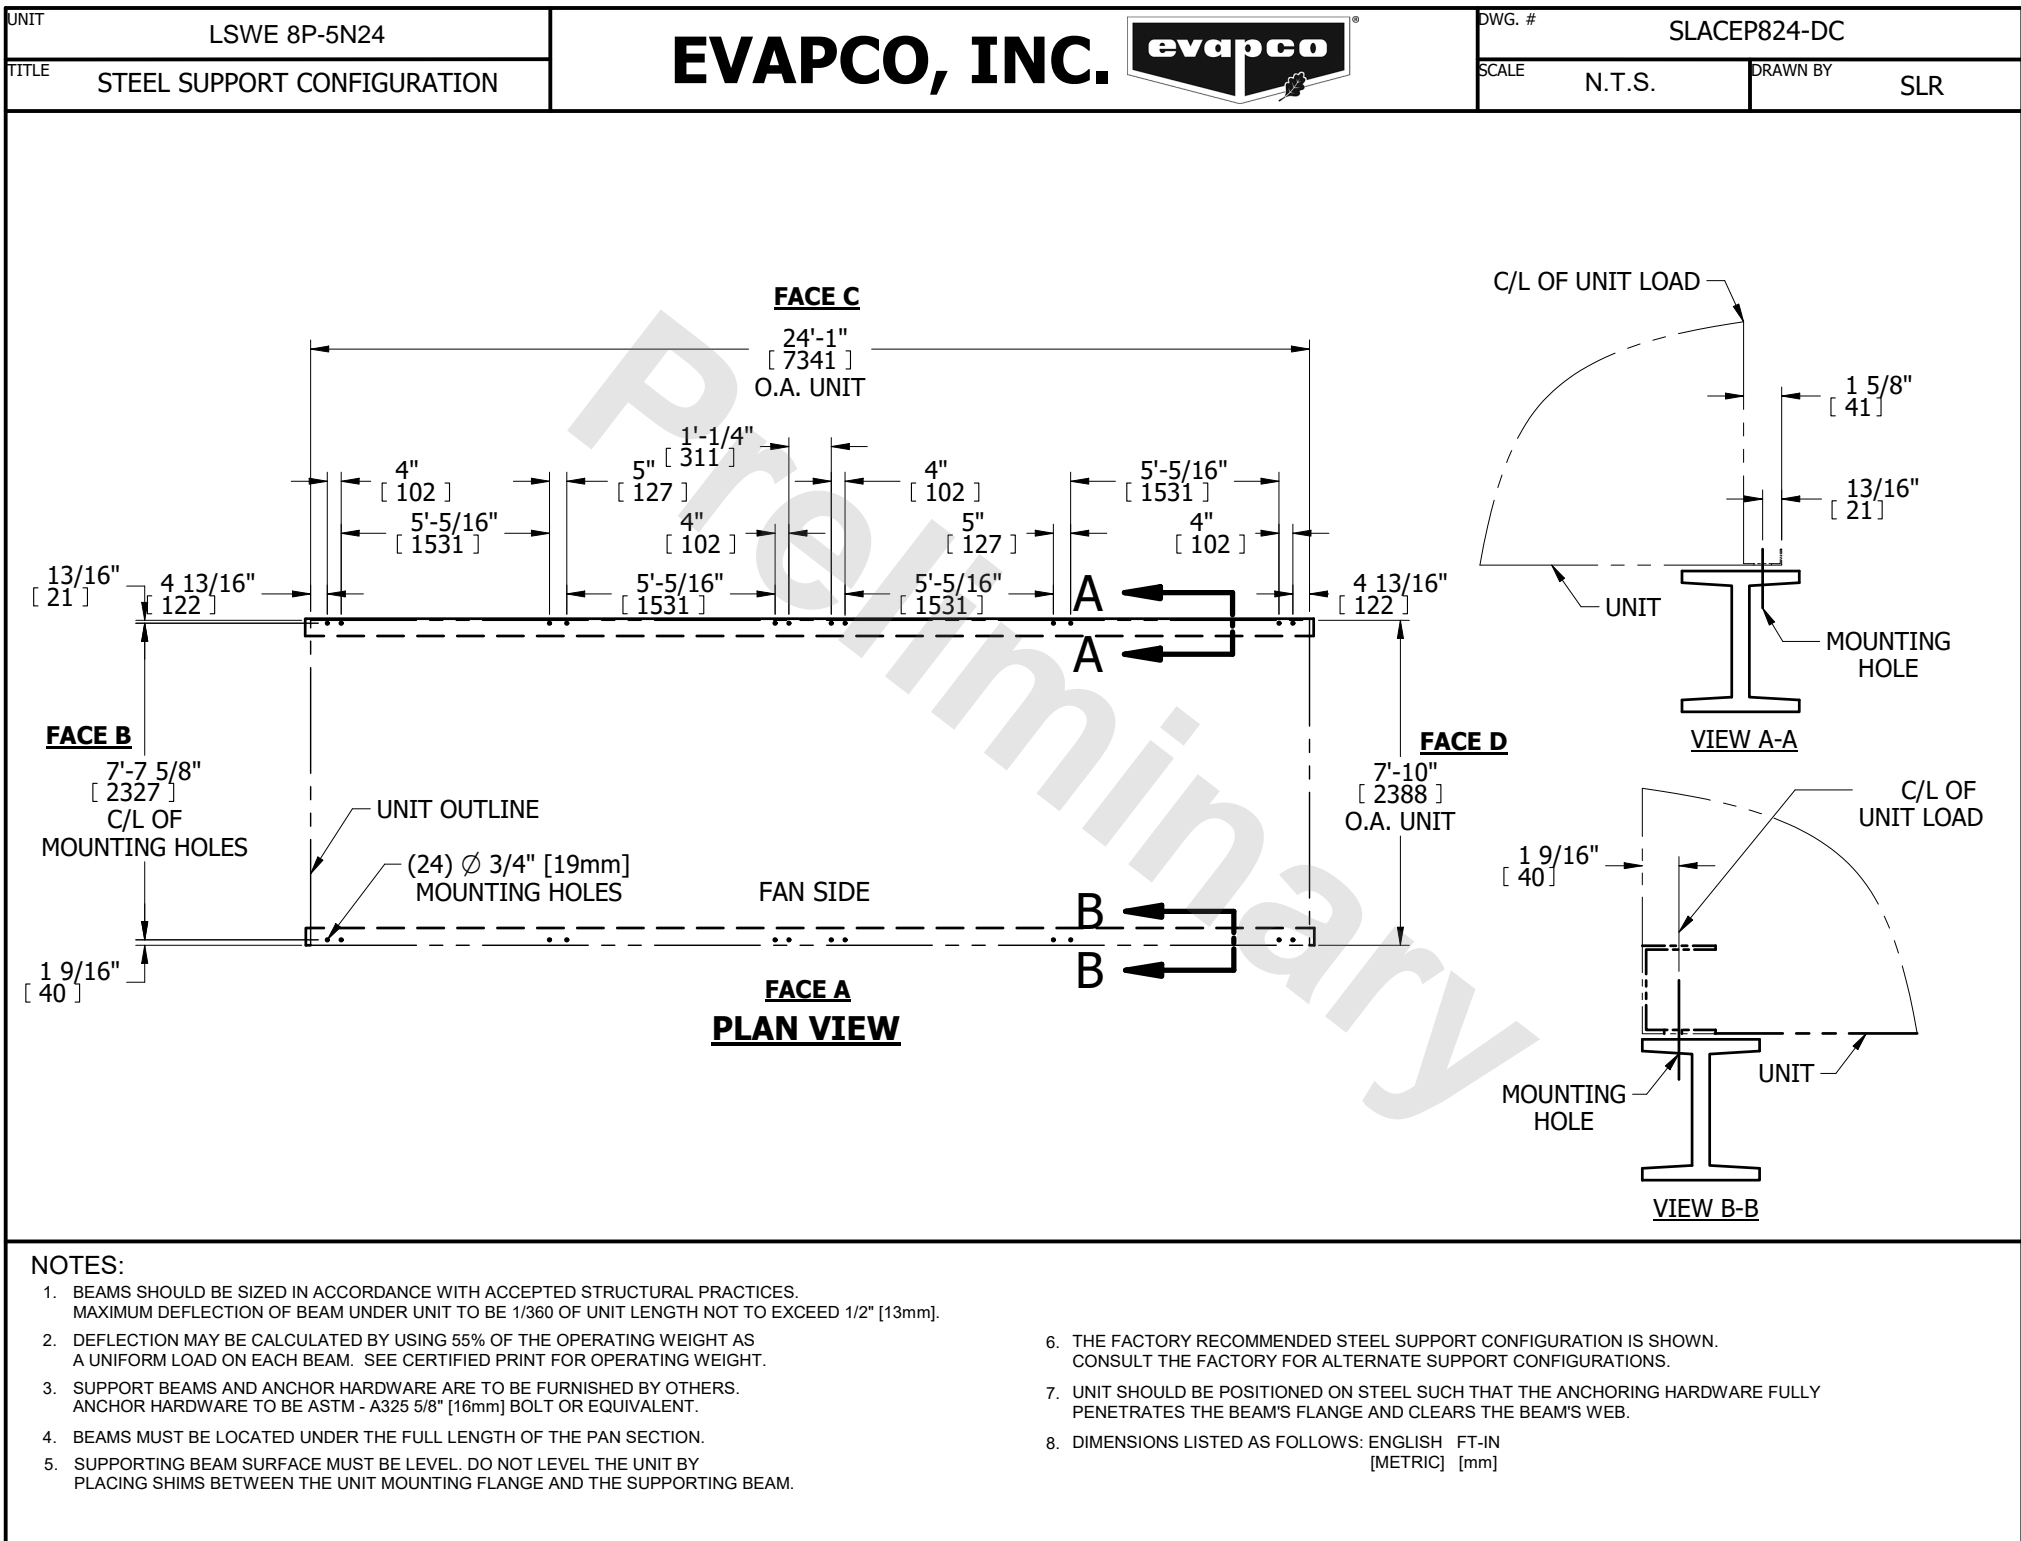 UNIT
LSWE 8P-5N24
TITLE
STEEL SUPPORT CONFIGURATION
EVAPCO, INC.
evapco
®
DWG. #
SLACEP824-DC
SCALE
N.T.S.
DRAWN BY
SLR
Preliminary
FACE C
24'-1"
[ 7341 ]
O.A. UNIT
1'-1/4"
[ 311 ]
4"
[ 102 ]
5"
[ 127 ]
4"
[ 102 ]
5'-5/16"
[ 1531 ]
5'-5/16"
[ 1531 ]
4"
[ 102 ]
5"
[ 127 ]
4"
[ 102 ]
13/16"
[ 21 ]
4 13/16"
[ 122 ]
5'-5/16"
[ 1531 ]
5'-5/16"
[ 1531 ]
4 13/16"
[ 122 ]
A
A
FACE B
7'-7 5/8"
[ 2327 ]
C/L OF
MOUNTING HOLES
FACE D
7'-10"
[ 2388 ]
O.A. UNIT
UNIT OUTLINE
(24) Ø 3/4" [19mm]
MOUNTING HOLES
FAN SIDE
B
B
1 9/16"
[ 40 ]
FACE A
PLAN VIEW
C/L OF UNIT LOAD
1 5/8"
[ 41 ]
13/16"
[ 21 ]
UNIT
MOUNTING
HOLE
VIEW A-A
C/L OF
UNIT LOAD
1 9/16"
[ 40 ]
UNIT
MOUNTING
HOLE
VIEW B-B
NOTES:
1. BEAMS SHOULD BE SIZED IN ACCORDANCE WITH ACCEPTED STRUCTURAL PRACTICES.
MAXIMUM DEFLECTION OF BEAM UNDER UNIT TO BE 1/360 OF UNIT LENGTH NOT TO EXCEED 1/2" [13mm].
2. DEFLECTION MAY BE CALCULATED BY USING 55% OF THE OPERATING WEIGHT AS
A UNIFORM LOAD ON EACH BEAM. SEE CERTIFIED PRINT FOR OPERATING WEIGHT.
3. SUPPORT BEAMS AND ANCHOR HARDWARE ARE TO BE FURNISHED BY OTHERS.
ANCHOR HARDWARE TO BE ASTM - A325 5/8" [16mm] BOLT OR EQUIVALENT.
4. BEAMS MUST BE LOCATED UNDER THE FULL LENGTH OF THE PAN SECTION.
5. SUPPORTING BEAM SURFACE MUST BE LEVEL. DO NOT LEVEL THE UNIT BY
PLACING SHIMS BETWEEN THE UNIT MOUNTING FLANGE AND THE SUPPORTING BEAM.
6. THE FACTORY RECOMMENDED STEEL SUPPORT CONFIGURATION IS SHOWN.
CONSULT THE FACTORY FOR ALTERNATE SUPPORT CONFIGURATIONS.
7. UNIT SHOULD BE POSITIONED ON STEEL SUCH THAT THE ANCHORING HARDWARE FULLY
PENETRATES THE BEAM'S FLANGE AND CLEARS THE BEAM'S WEB.
8. DIMENSIONS LISTED AS FOLLOWS: ENGLISH FT-IN
[METRIC] [mm]